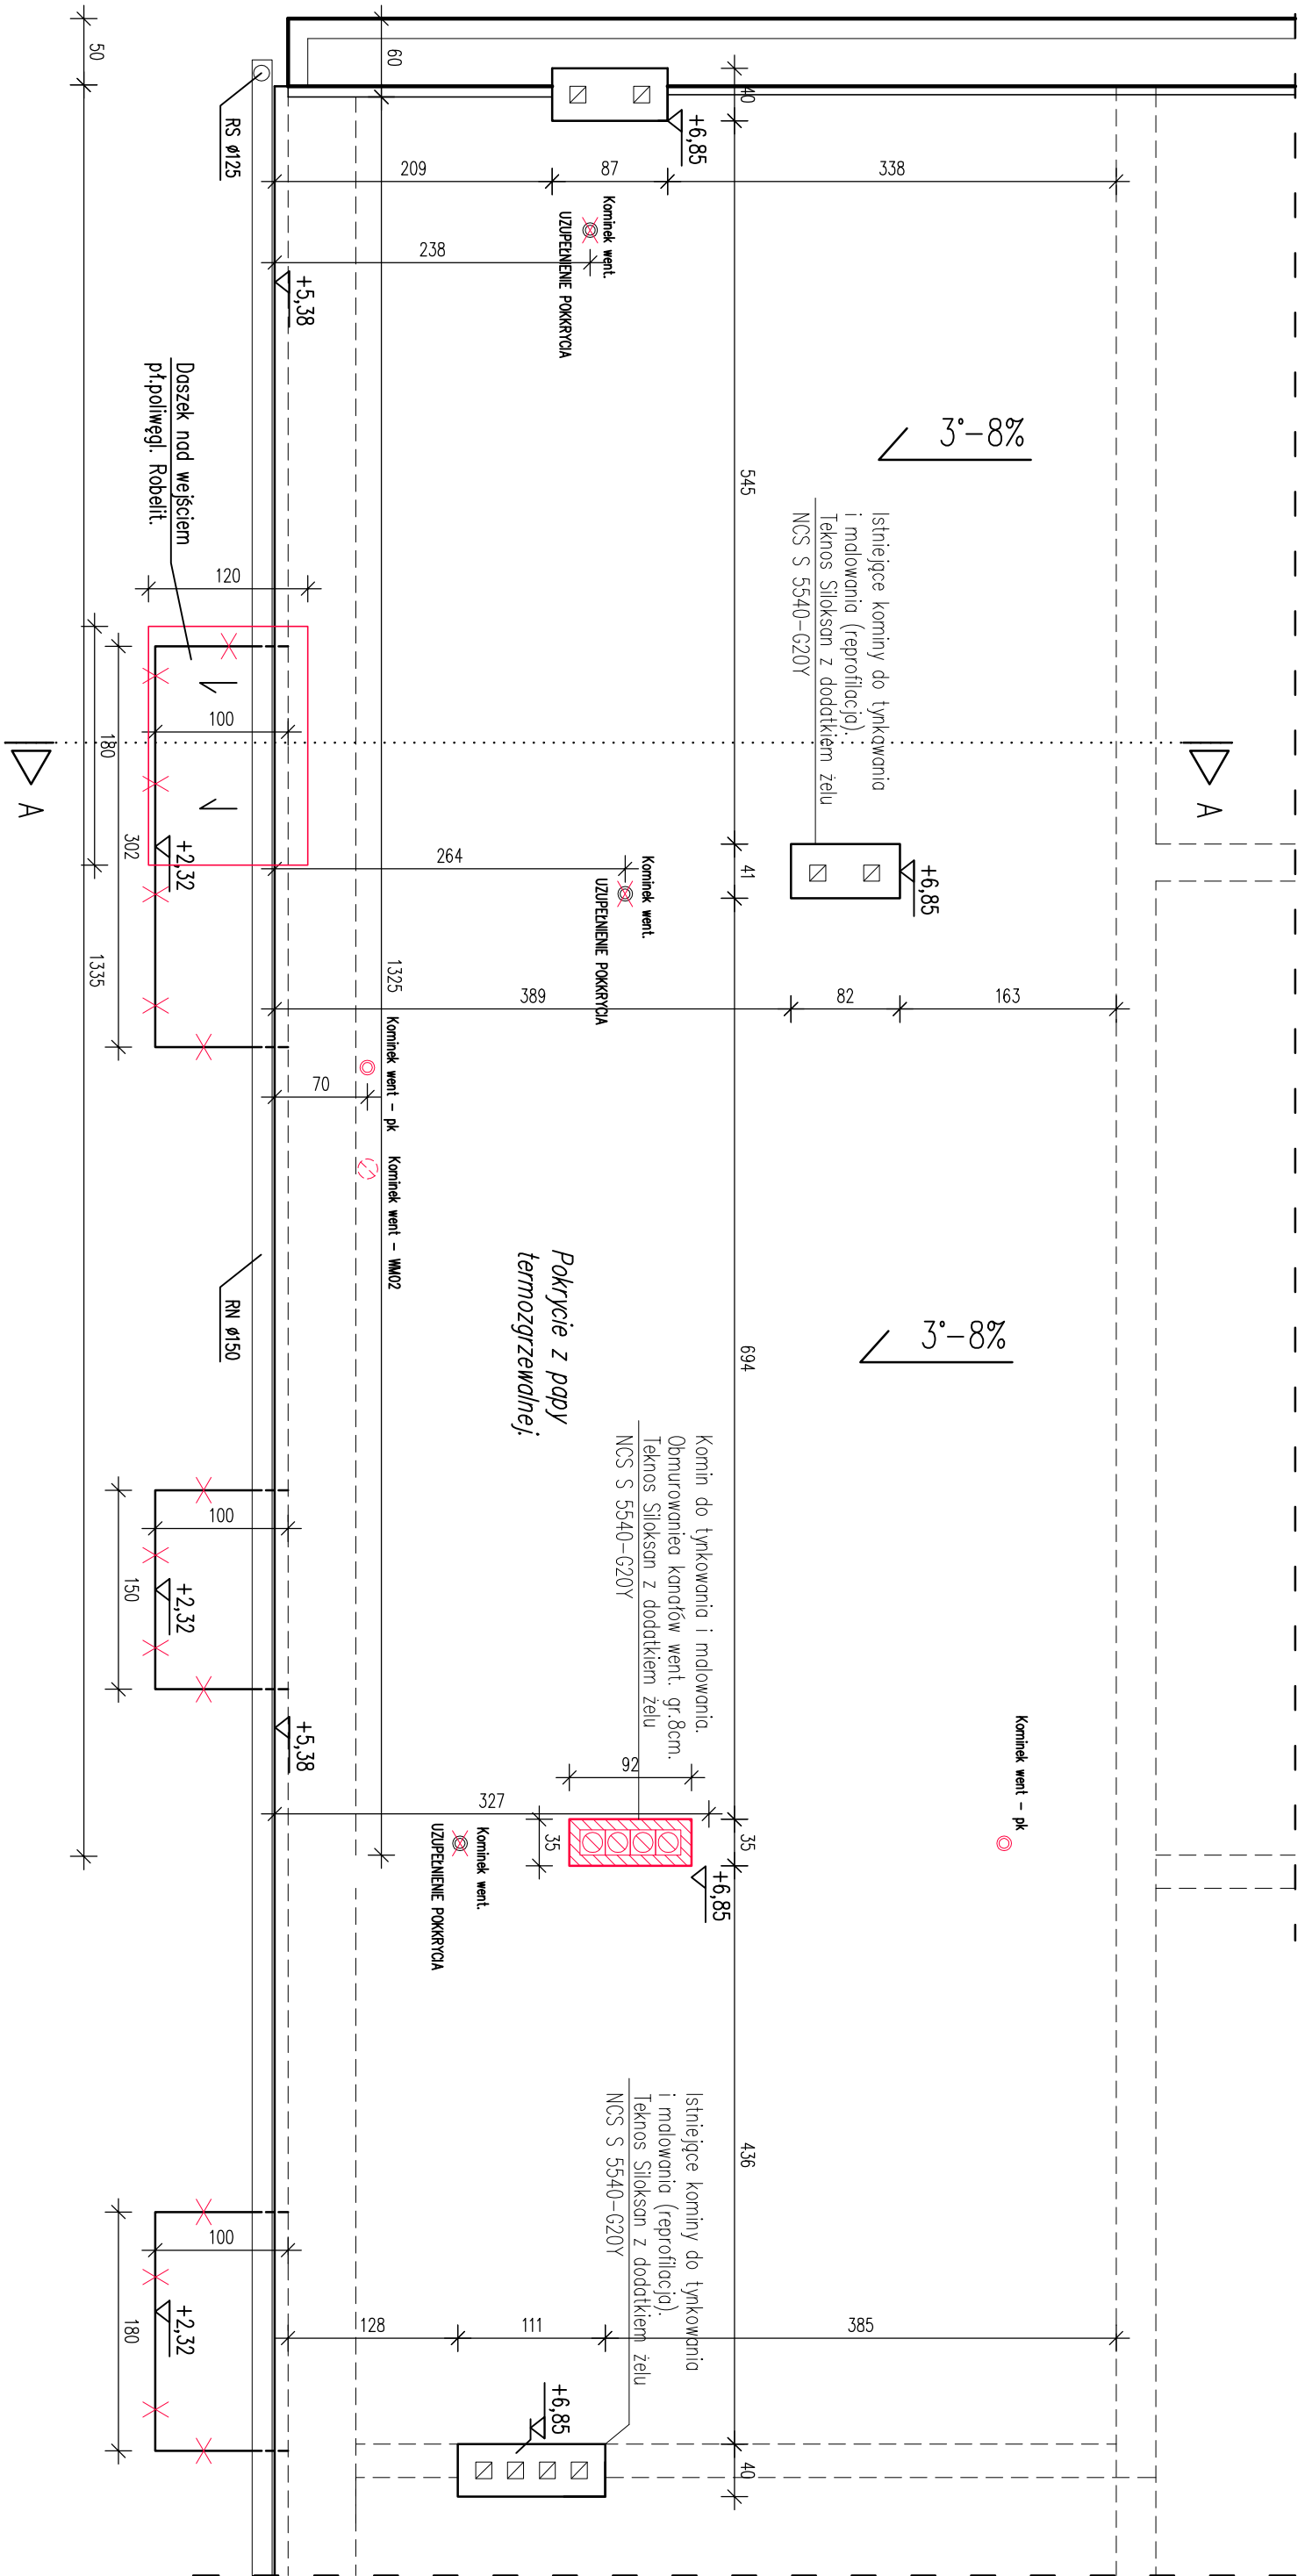 50
60
RS ø125
40
+6,85
209
87
338
Kominek went.
UZUPEŁNIENIE POKKRYCIA
238
+5,38
Daszek nad wejściem
pł.poliwęgl. Robelit.
3°-8%
545
Istniejące kominy do tynkowania
i malowania (reprofilacja).
Teknos Siloksan z dodatkiem żelu
NCS S 5540-G20Y
120
100
180
A
A
302
+2,32
264
Kominek went.
UZUPEŁNIENIE POKKRYCIA
41
+6,85
1335
1325
389
82
163
Kominek went - pk
70
Kominek went - WM02
RN ø150
Pokrycie z papy
termozgrzewalnej.
694
3°-8%
Komin do tynkowania i malowania.
Obmurowaniea kanałów went. gr.8cm.
Teknos Siloksan z dodatkiem żelu
NCS S 5540-G20Y
100
150
+2,32
+5,38
92
327
35
35
+6,85
Kominek went.
UZUPEŁNIENIE POKKRYCIA
Kominek went - pk
436
Istniejące kominy do tynkowania
i malowania (reprofilacja).
Teknos Siloksan z dodatkiem żelu
NCS S 5540-G20Y
100
180
+2,32
128
111
385
+6,85
40